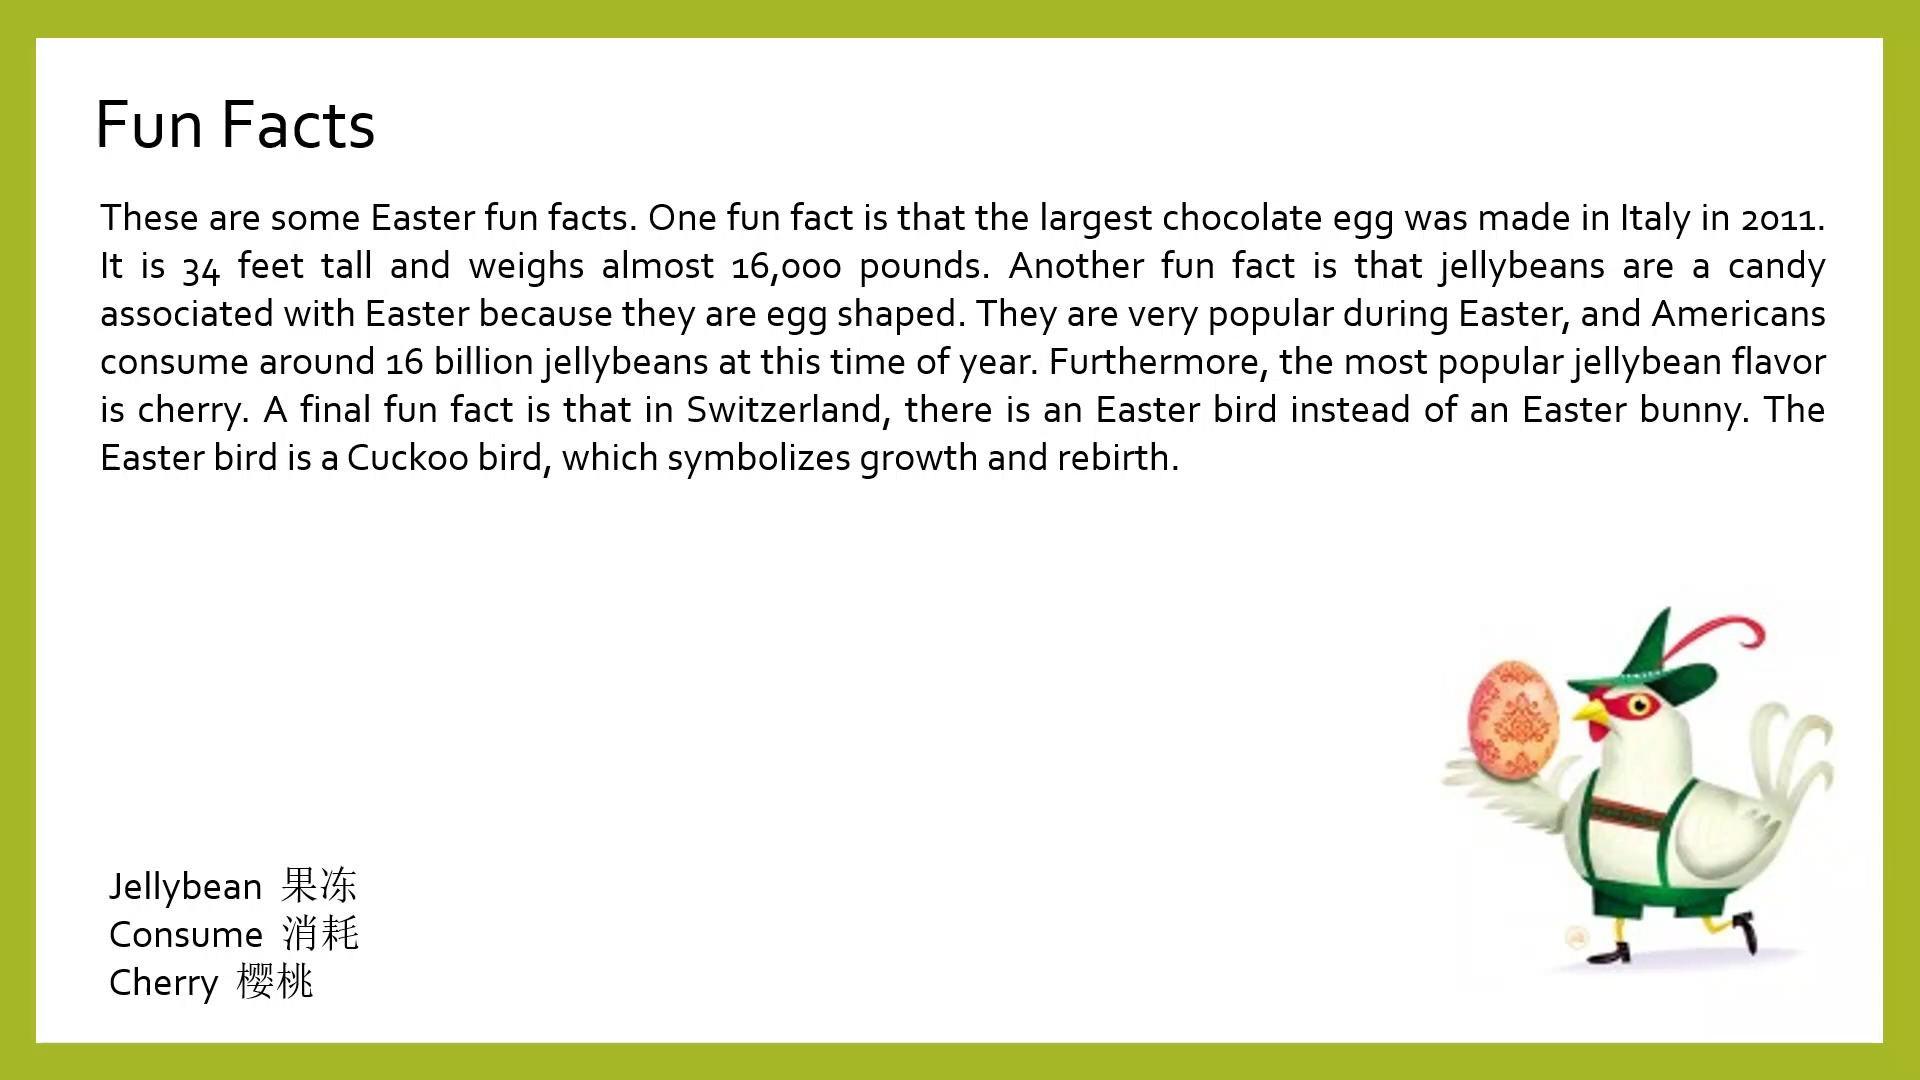 Fun Facts
These are some Easter fun facts. One fun fact is that the largest chocolate egg was made in Italy in 2011.
It is 34 feet tall and weighs almost 16,000 pounds. Another fun fact is that jellybeans are a candy
associated with Easter because they are egg shaped. They are very popular during Easter, and Americans
consume around 16 billion jellybeans at this time of year. Furthermore, the most popular jellybean flavor
is cherry. A final fun fact is that in Switzerland, there is an Easter bird instead of an Easter bunny. The
Easter bird is a Cuckoo bird, which symbolizes growth and rebirth.
Jellybean 果冻
Consume 消耗
Cherry 樱桃